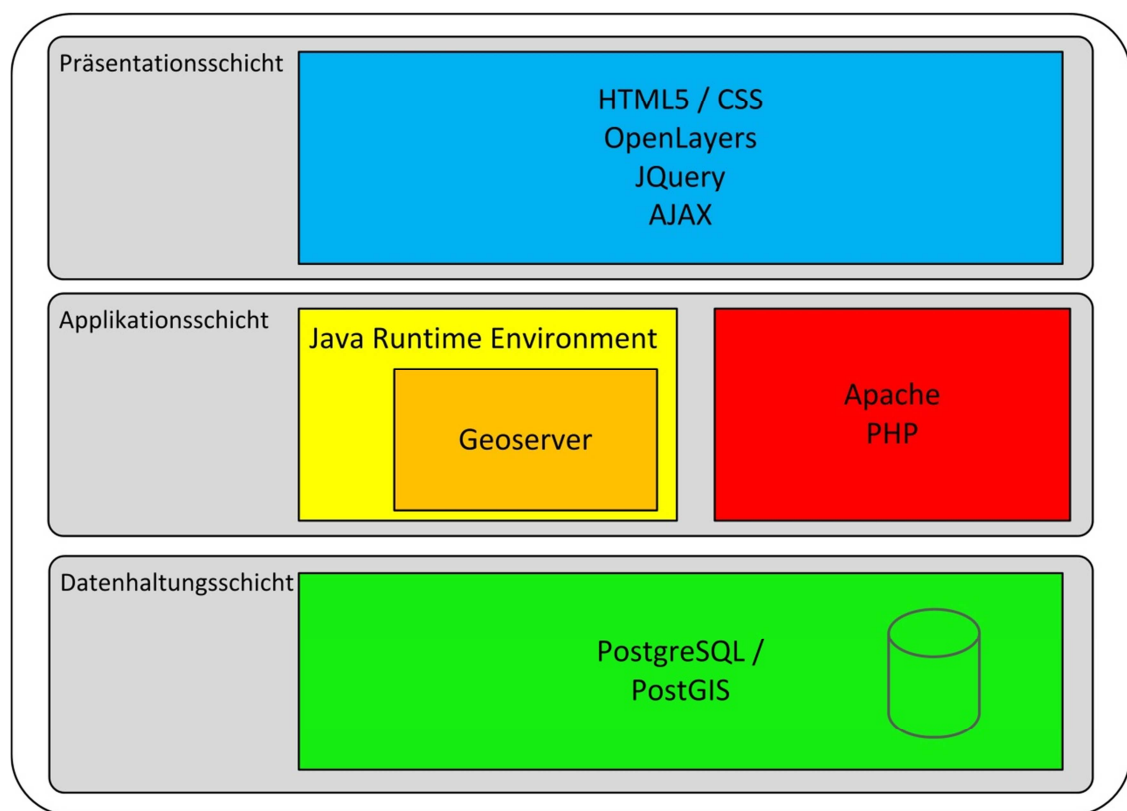 Präsentationsschicht
HTML5 / CSS
OpenLayers
JQuery
AJAX
Applikationsschicht
Java Runtime Environment
Geoserver
Apache
PHP
Datenhaltungsschicht
PostgreSQL /
PostGIS